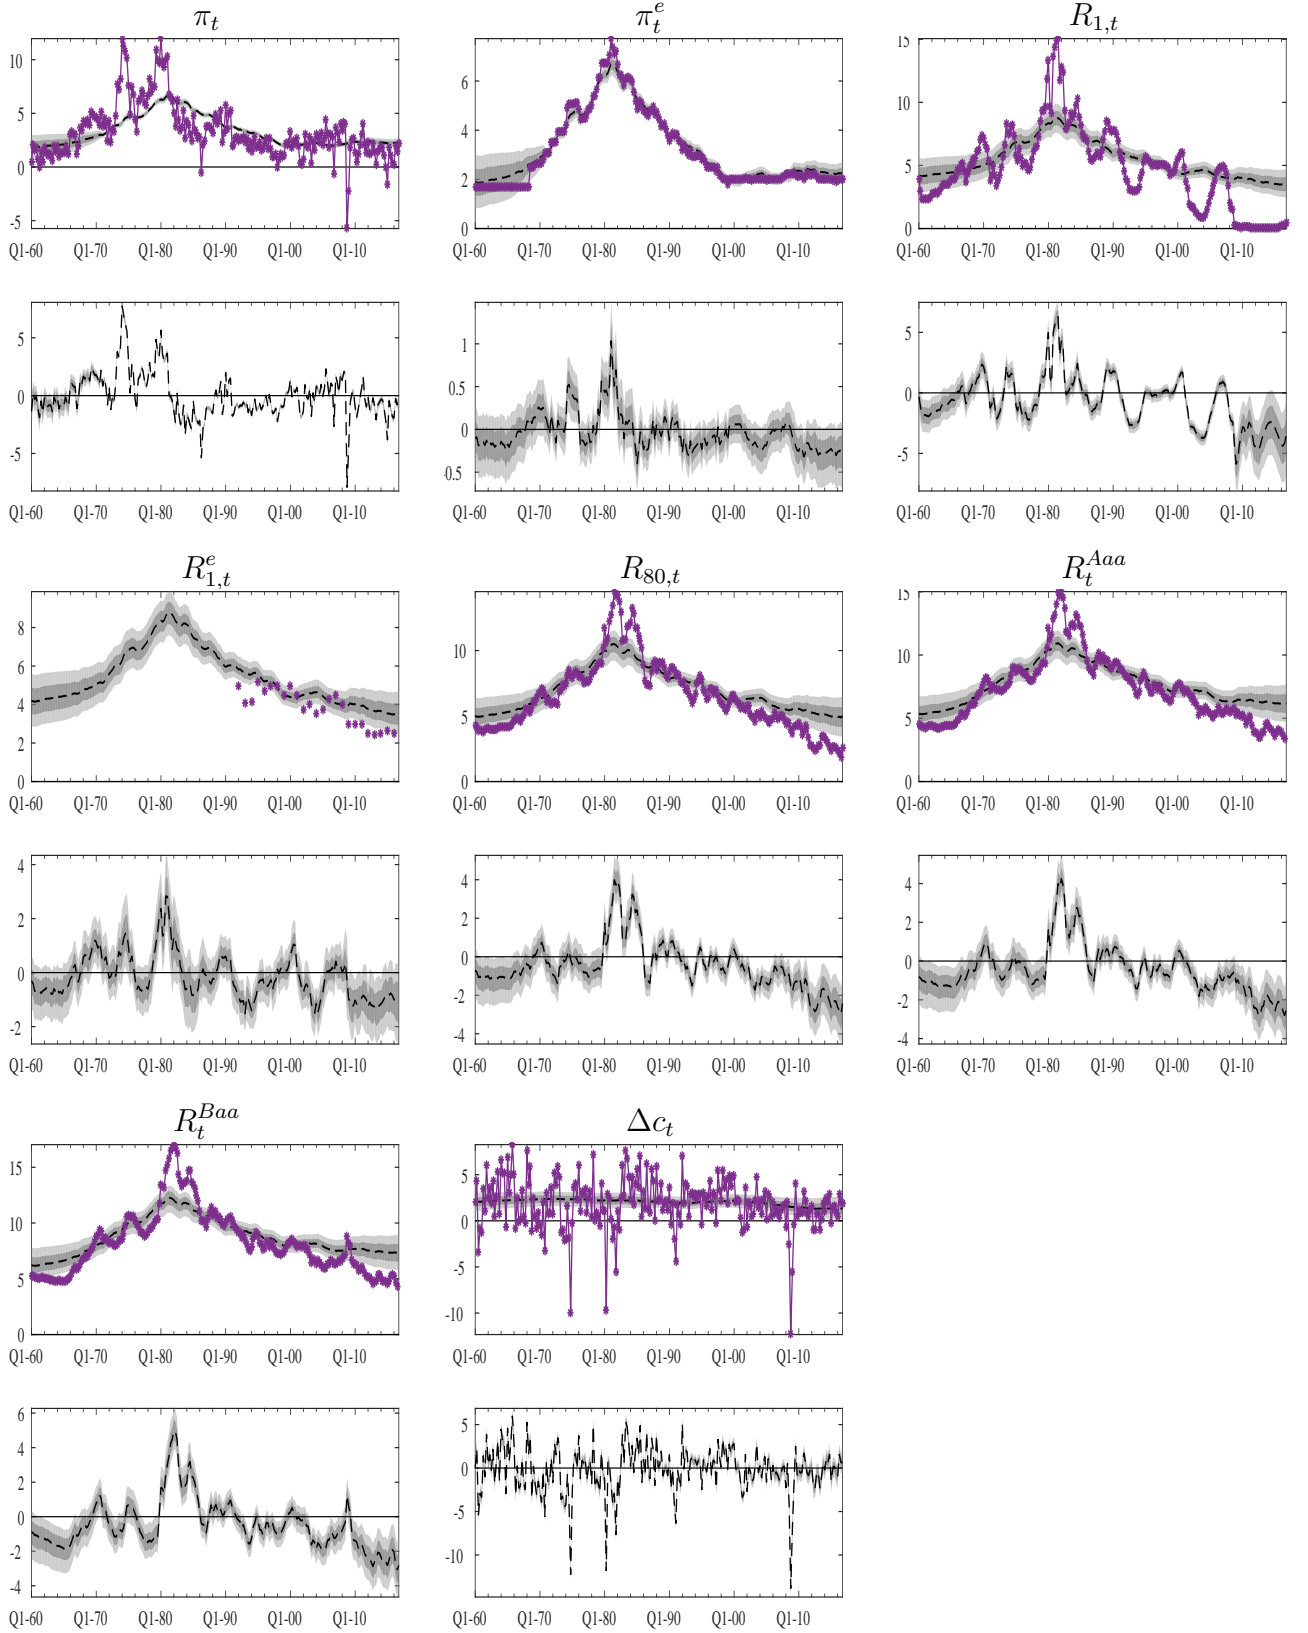 π_t π_t^e R_{1,t}
10 5 0 -5
6 4 2 0
15 10 5 0
Q1-60 Q1-70 Q1-80 Q1-90 Q1-00 Q1-10
Q1-60 Q1-70 Q1-80 Q1-90 Q1-00 Q1-10
Q1-60 Q1-70 Q1-80 Q1-90 Q1-00 Q1-10
5 0 -5
1 0.5 0 -0.5
5 0 -5
Q1-60 Q1-70 Q1-80 Q1-90 Q1-00 Q1-10
Q1-60 Q1-70 Q1-80 Q1-90 Q1-00 Q1-10
Q1-60 Q1-70 Q1-80 Q1-90 Q1-00 Q1-10
R_{1,t}^e R_{80,t} R_t^{Aaa}
8 6 4 2 0
10 5 0
15 10 5 0
Q1-60 Q1-70 Q1-80 Q1-90 Q1-00 Q1-10
Q1-60 Q1-70 Q1-80 Q1-90 Q1-00 Q1-10
Q1-60 Q1-70 Q1-80 Q1-90 Q1-00 Q1-10
4 2 0 -2
4 2 0 -2 -4
4 2 0 -2 -4
Q1-60 Q1-70 Q1-80 Q1-90 Q1-00 Q1-10
Q1-60 Q1-70 Q1-80 Q1-90 Q1-00 Q1-10
Q1-60 Q1-70 Q1-80 Q1-90 Q1-00 Q1-10
R_t^{Baa} Δc_t
15 10 5 0
5 0 -5 -10
Q1-60 Q1-70 Q1-80 Q1-90 Q1-00 Q1-10
Q1-60 Q1-70 Q1-80 Q1-90 Q1-00 Q1-10
6 4 2 0 -2 -4
5 0 -5 -10
Q1-60 Q1-70 Q1-80 Q1-90 Q1-00 Q1-10
Q1-60 Q1-70 Q1-80 Q1-90 Q1-00 Q1-10